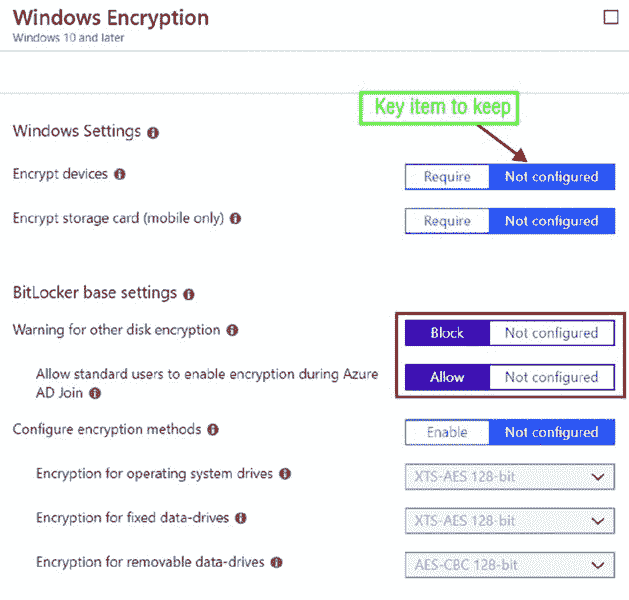 Windows Encryption
Windows 10 and later
Key item to keep
Windows Settings
Encrypt devices Require Not configured
Encrypt storage card (mobile only) Require Not configured
BitLocker base settings
Warning for other disk encryption Block Not configured
Allow standard users to enable encryption during Azure
AD Join Allow Not configured
Configure encryption methods Enable Not configured
Encryption for operating system drives XTS-AES 128-bit
Encryption for fixed data-drives XTS-AES 128-bit
Encryption for removable data-drives AES-CBC 128-bit